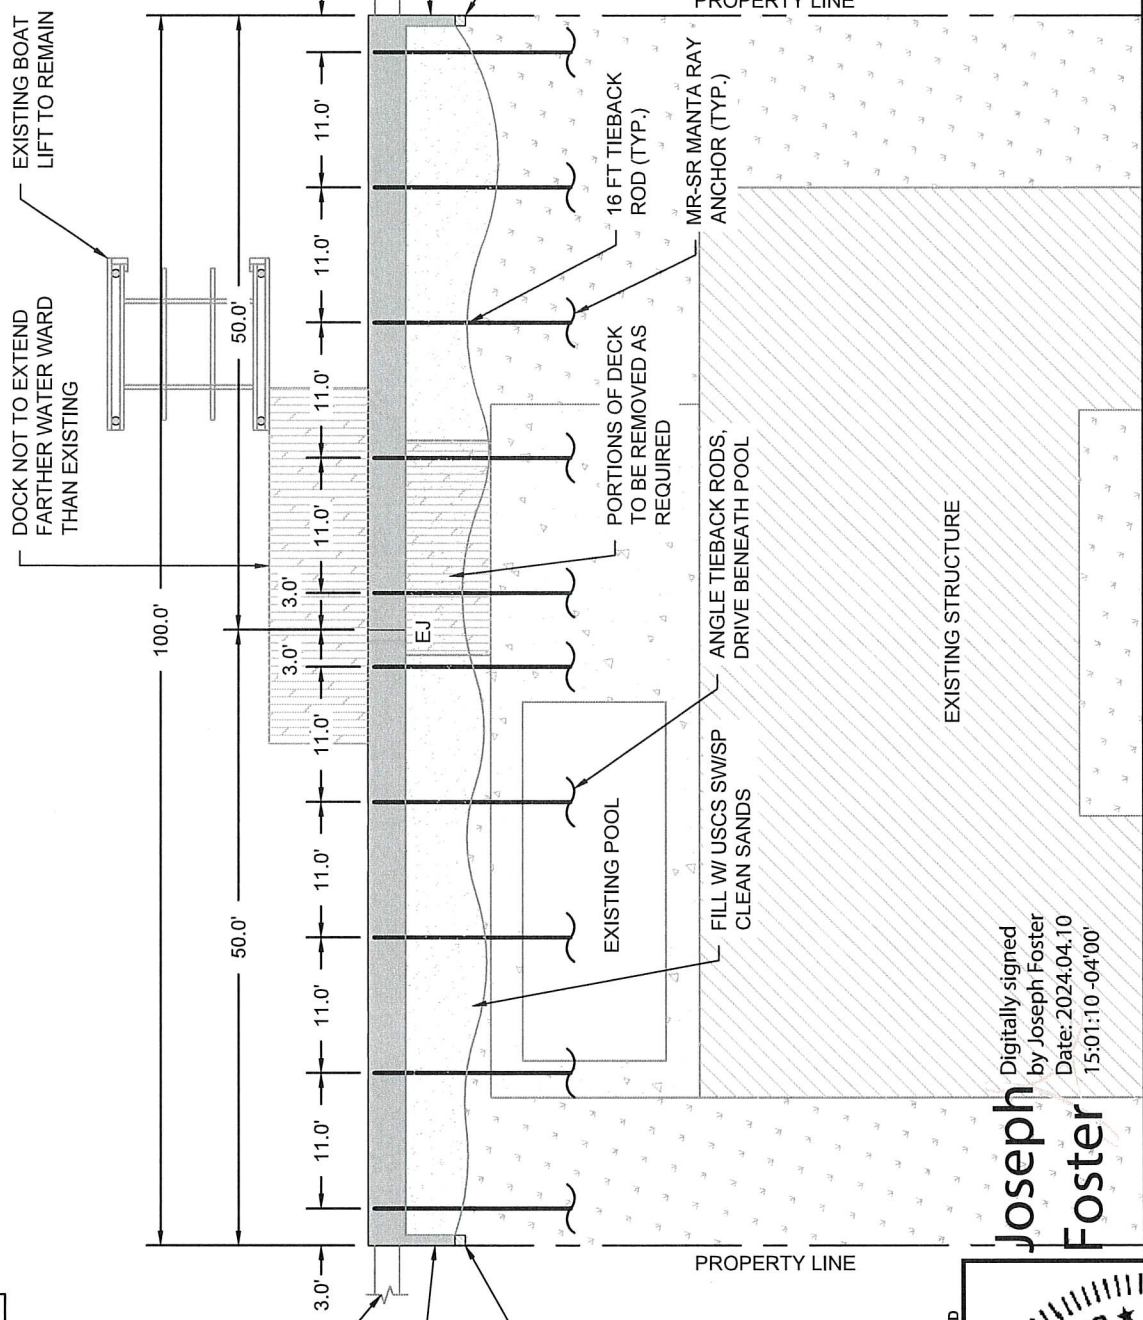 EXISTING BOAT
LIFT TO REMAIN
DOCK NOT TO EXTEND
FARTHER WATER WARD
THAN EXISTING
100.0'
50.0'
50.0'
3.0'
11.0'
11.0'
11.0'
11.0'
3.0'
3.0'
11.0'
11.0'
11.0'
11.0'
EJ
PROPERTY LINE
16 FT TIEBACK
ROD (TYP.)
MR-SR MANTA RAY
ANCHOR (TYP.)
PORTIONS OF DECK
TO BE REMOVED AS
REQUIRED
ANGLE TIEBACK RODS,
DRIVE BENEATH POOL
EXISTING POOL
FILL W/ USCS SW/SP
CLEAN SANDS
EXISTING STRUCTURE
PROPERTY LINE
Joseph
Foster
Digitally signed
by Joseph Foster
Date: 2024.04.10
15:01:10 -04'00'